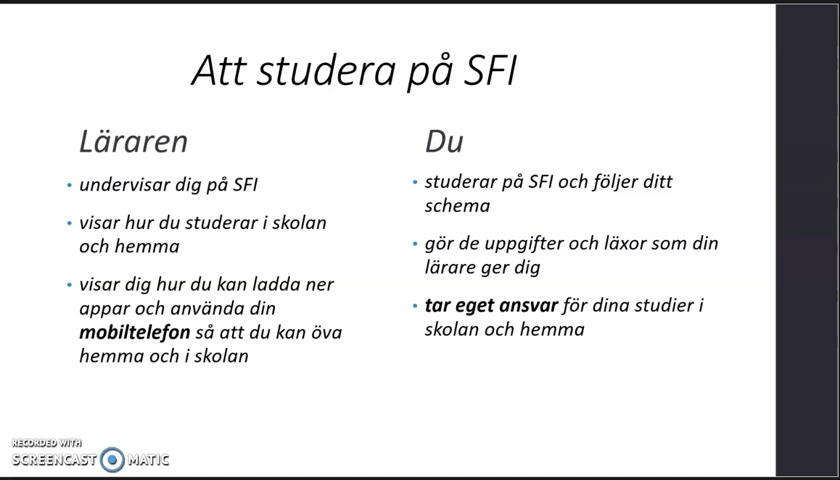 Att studera på SFI
Läraren
• undervisar dig på SFI
• visar hur du studerar i skolan
och hemma
• visar dig hur du kan ladda ner
appar och använda din
mobiltelefon så att du kan öva
hemma och i skolan
Du
• studerar på SFI och följer ditt
schema
• gör de uppgifter och läxor som din
lärare ger dig
• tar eget ansvar för dina studier i
skolan och hemma
RECORDED WITH
SCREENCAST MATIC